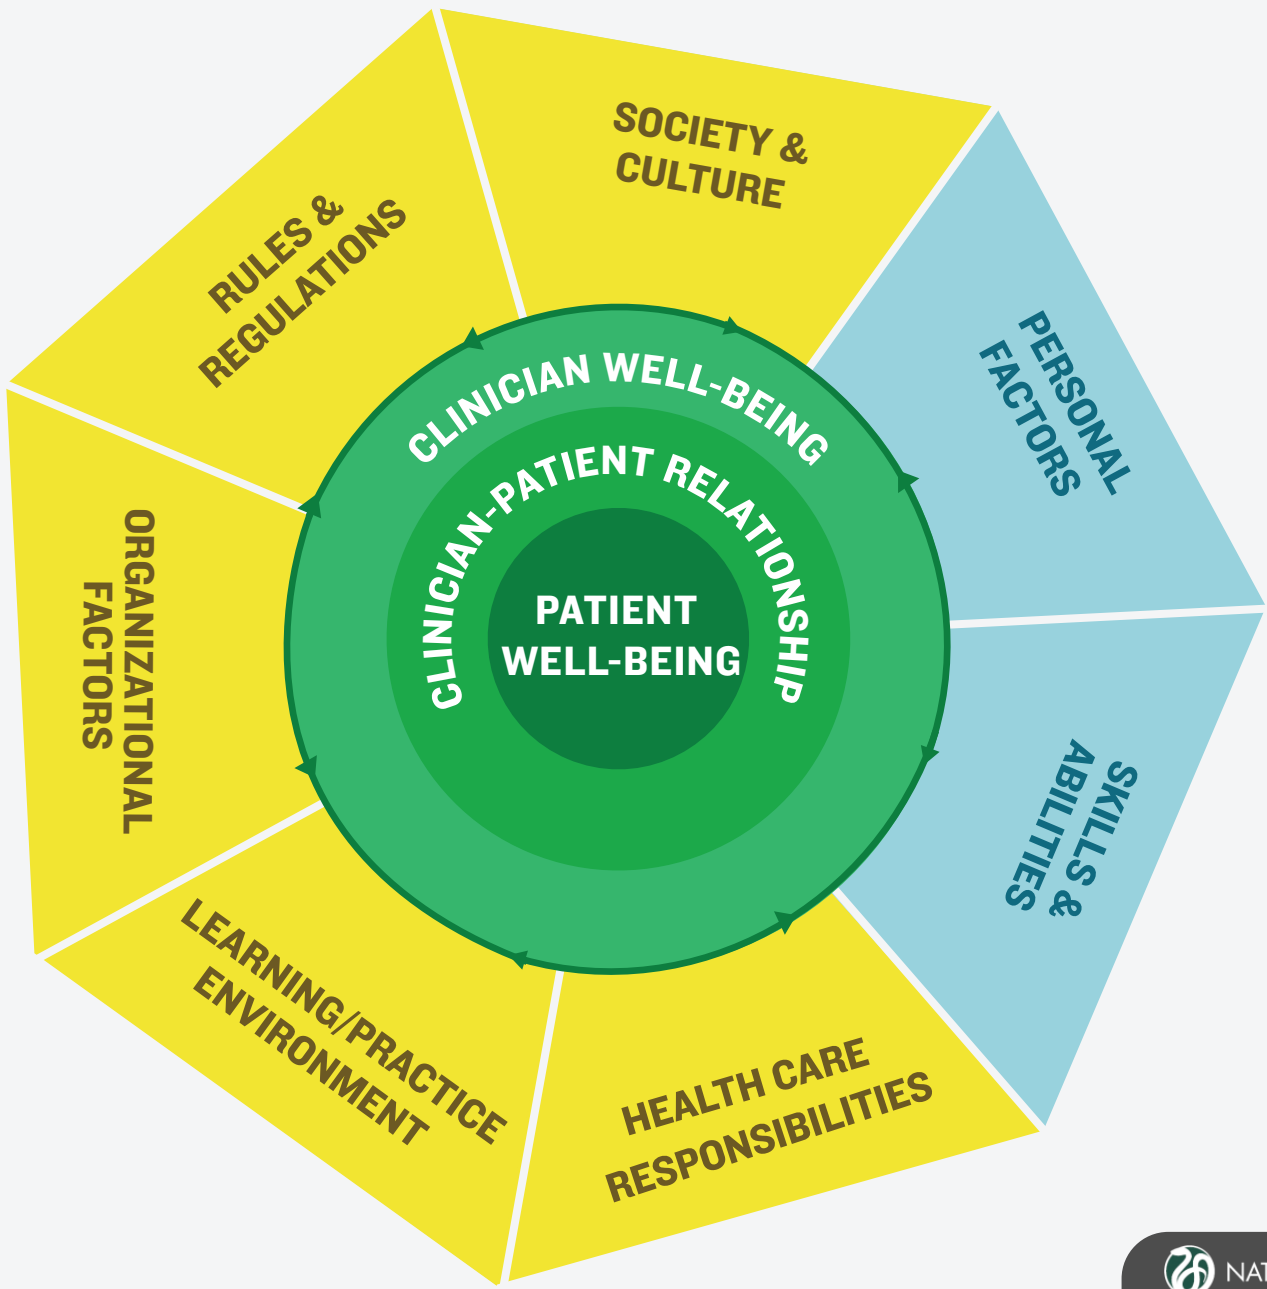 SOCIETY &
CULTURE
RULES &
REGULATIONS
PERSONAL
FACTORS
CLINICIAN WELL-BEING
CLINICIAN-PATIENT RELATIONSHIP
PATIENT
WELL-BEING
ORGANIZATIONAL
FACTORS
SKILLS &
ABILITIES
LEARNING/PRACTICE
ENVIRONMENT
HEALTH CARE
RESPONSIBILITIES
NAT